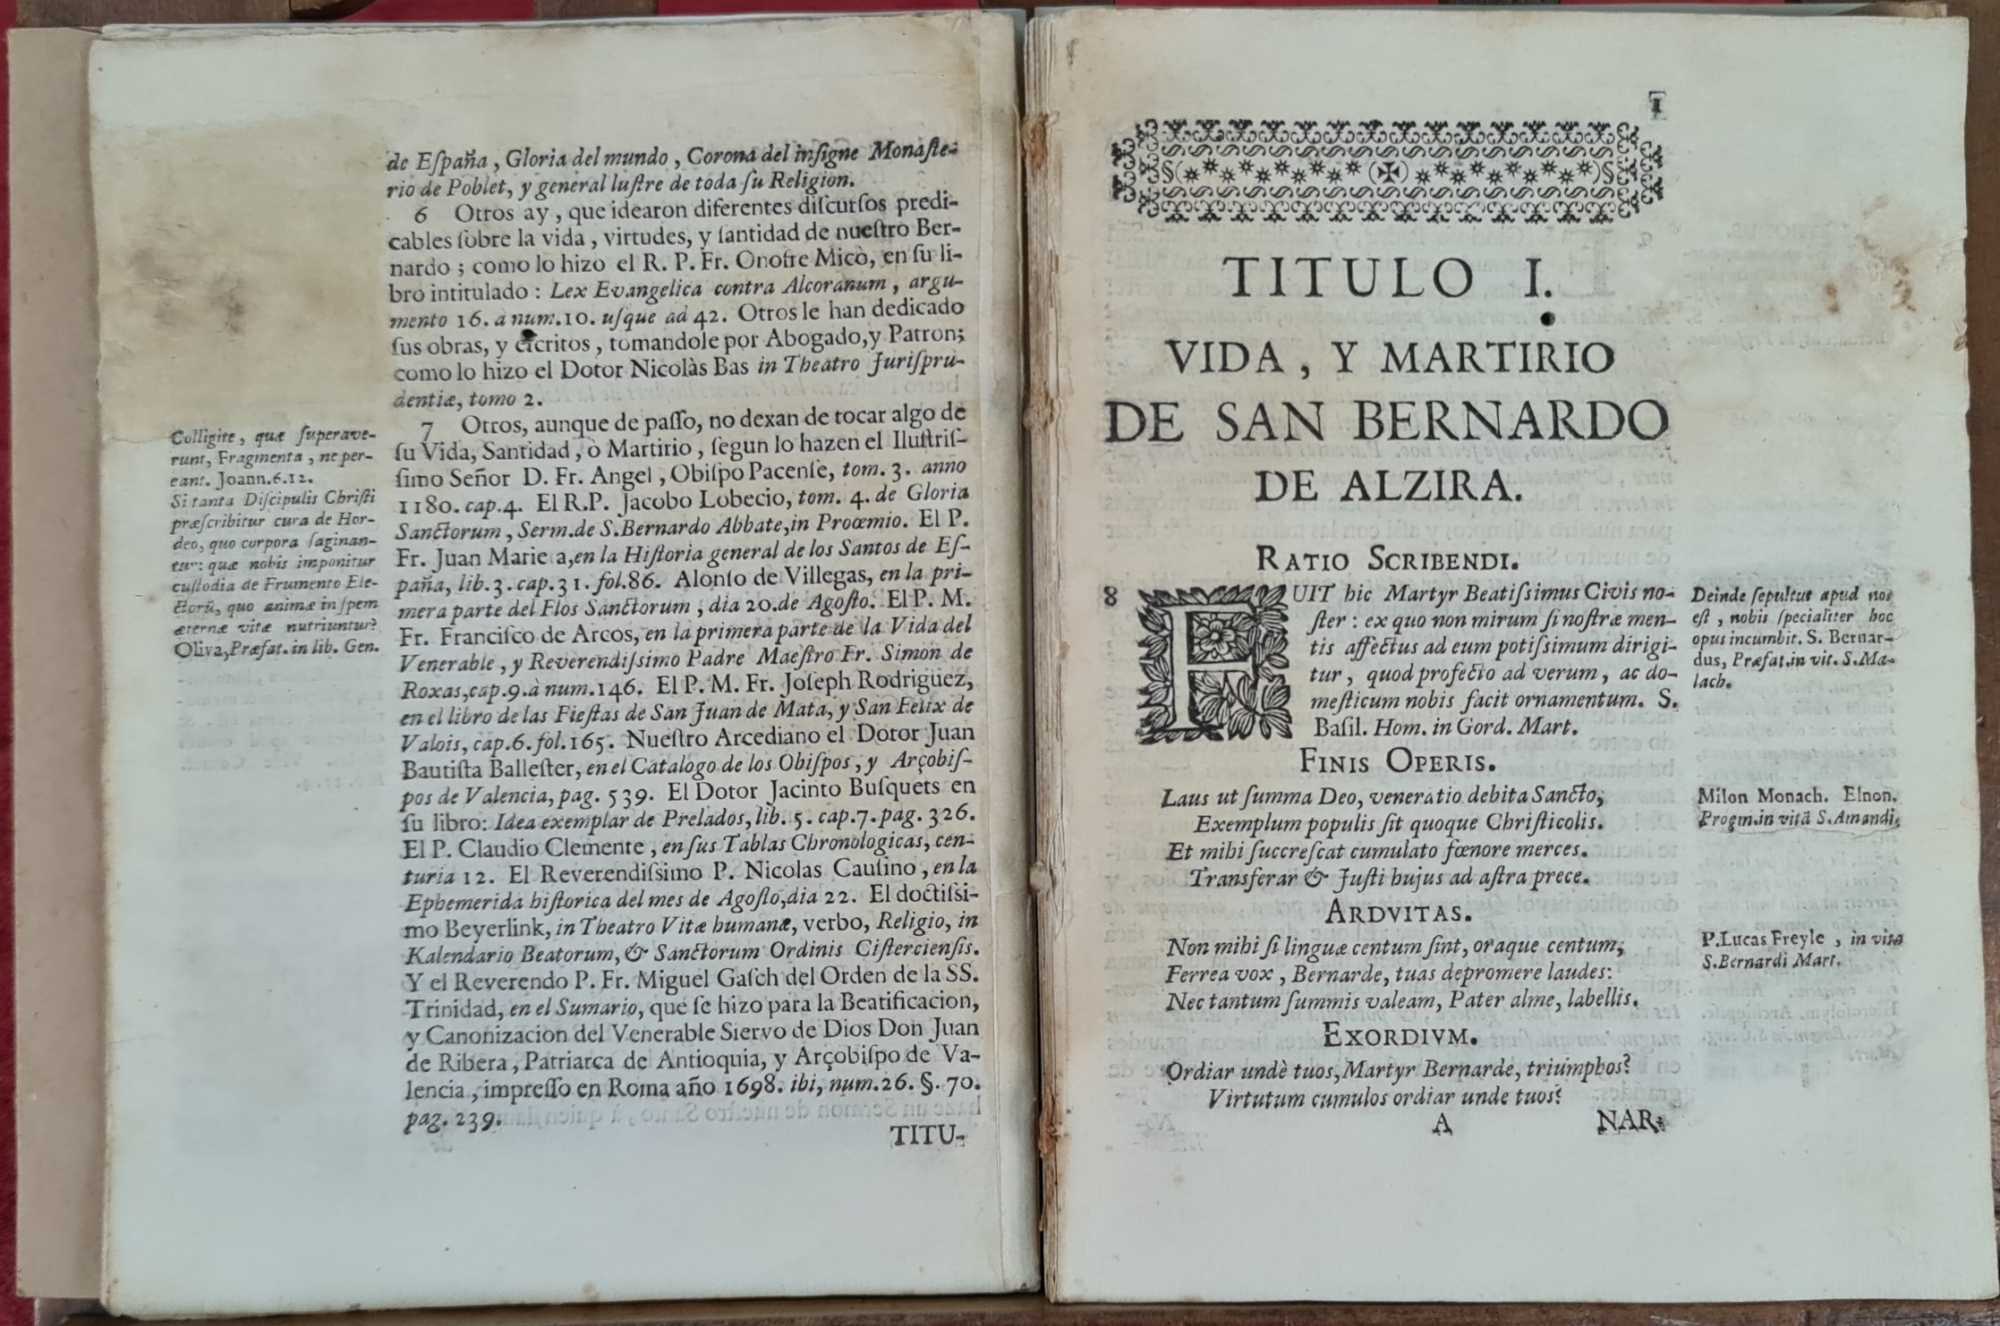 de Eſpaña, Gloria del mundo, Corona del inſigne Monaſte-
rio de Poblet, y general luſtre de toda ſu Religion.
6 Otros ay, que idearon diferentes diſcurſos predi-
cables ſobre la vida, virtudes, y ſantidad de nueſtro Ber-
nardo; como lo hizo el R. P. Fr. Onofre Micò, en ſu li-
bro intitulado: Lex Evangelica contra Alcoranum, argu-
mento 16. à num.10. uſque ad 42. Otros le han dedicado
ſus obras, y eſcritos, tomandole por Abogado, y Patron;
como lo hizo el Dotor Nicolàs Bas in Theatro Juriſpru-
dentiæ, tomo 2.
7 Otros, aunque de paſſo, no dexan de tocar algo de
ſu Vida, Santidad, ò Martirio, ſegun lo hazen el Iluſtriſ-
ſimo Señor D. Fr. Angel, Obiſpo Pacenſe, tom. 3. anno
1180. cap.4. El R.P. Jacobo Lobecio, tom. 4. de Gloria
Sanctorum, Serm.de S.Bernardo Abbate,in Proœmio. El P.
Fr. Juan Marie a,en la Hiſtoria general de los Santos de Eſ-
paña, lib.3. cap.31. fol.86. Alonſo de Villegas, en la pri-
mera parte del Flos Sanctorum, dia 20.de Agoſto. El P. M.
Fr. Franciſco de Arcos, en la primera parte de la Vida del
Venerable, y Reverendiſsimo Padre Maeſtro Fr. Simon de
Roxas,cap.9.à num.146. El P. M. Fr. Joſeph Rodriguez,
en el libro de las Fieſtas de San Juan de Mata, y San Felix de
Valois, cap.6. fol.165. Nueſtro Arcediano el Dotor Juan
Bautiſta Balleſter, en el Catalogo de los Obiſpos, y Arçobiſ-
pos de Valencia, pag. 539. El Dotor Jacinto Buſquets en
ſu libro: Idea exemplar de Prelados, lib. 5. cap.7. pag. 326.
El P. Claudio Clemente, en ſus Tablas Chronologicas, cen-
turia 12. El Reverendiſsimo P. Nicolas Cauſino, en la
Ephemerida hiſtorica del mes de Agoſto,dia 22. El doctiſsi-
mo Beyerlink, in Theatro Vitæ humanæ, verbo, Religio, in
Kalendario Beatorum, & Sanctorum Ordinis Ciſtercienſis.
Y el Reverendo P. Fr. Miguel Gaſch del Orden de la SS.
Trinidad, en el Sumario, que ſe hizo para la Beatificacion,
y Canonizacion del Venerable Siervo de Dios Don Juan
de Ribera, Patriarca de Antioquia, y Arçobiſpo de Va-
lencia, impreſſo en Roma año 1698. ibi, num.26. §. 70.
pag. 239.
TITU-
Colligite, quæ ſuperave-
runt, Fragmenta, ne per-
eant. Joann.6.12.
Si tanta Diſcipulis Chriſti
præſcribitur cura de Hor-
deo, quo corpora ſaginan-
tur: quæ nobis imponitur
cuſtodia de Frumento Ele-
ctorū, quo animæ in ſpem
æternæ vitæ nutriuntur?
Oliva,Præfat. in lib. Gen.
1
TITULO I.
VIDA, Y MARTIRIO
DE SAN BERNARDO
DE ALZIRA.
RATIO SCRIBENDI.
8 FUIT hic Martyr Beatiſsimus Civis no-
ſter: ex quo non mirum ſi noſtræ men-
tis affectus ad eum potiſsimum dirigi-
tur, quod profectò ad verum, ac do-
meſticum nobis facit ornamentum. S.
Baſil. Hom. in Gord. Mart.
FINIS OPERIS.
Laus ut ſumma Deo, veneratio debita Sancto,
Exemplum populis ſit quoque Chriſticolis.
Et mihi ſuccreſcat cumulato fœnore merces.
Transferar & Juſti hujus ad aſtra prece.
ARDVITAS.
Non mihi ſi linguæ centum ſint, oraque centum,
Ferrea vox, Bernarde, tuas depromere laudes:
Nec tantum ſummis valeam, Pater alme, labellis.
EXORDIVM.
Ordiar undè tuos,Martyr Bernarde, triumphos?
Virtutum cumulos ordiar unde tuos?
A NAR-
Deinde ſepultus apud nos
eſt, nobis ſpecialiter hoc
opus incumbit. S. Bernar-
dus, Præfat.in vit. S.Ma-
lach.
Milon Monach. Elnon.
Progm.in vitā S.Amandi.
P.Lucas Freyle, in vita
S.Bernardi Mart.